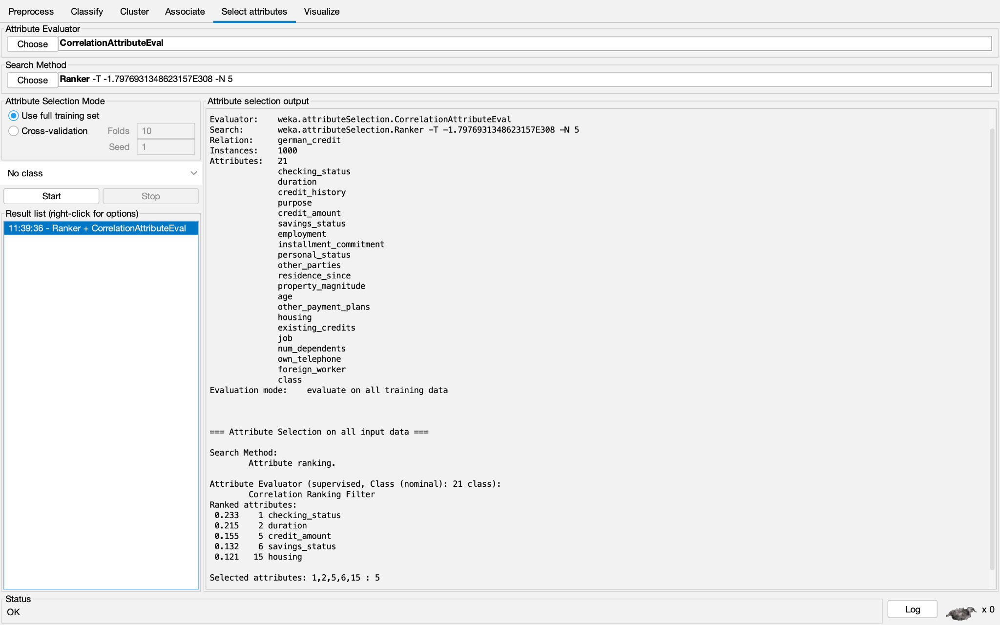 Preprocess Classify Cluster Associate Select attributes Visualize
Attribute Evaluator
Choose CorrelationAttributeEval
Search Method
Choose Ranker -T -1.7976931348623157E308 -N 5
Attribute Selection Mode
Use full training set
Cross-validation Folds 10
Seed 1
No class
Start Stop
Result list (right-click for options)
11:39:36 - Ranker + CorrelationAttributeEval
Attribute selection output
Evaluator: weka.attributeSelection.CorrelationAttributeEval
Search: weka.attributeSelection.Ranker -T -1.7976931348623157E308 -N 5
Relation: german_credit
Instances: 1000
Attributes: 21
checking_status
duration
credit_history
purpose
credit_amount
savings_status
employment
installment_commitment
personal_status
other_parties
residence_since
property_magnitude
age
other_payment_plans
housing
existing_credits
job
num_dependents
own_telephone
foreign_worker
class
Evaluation mode: evaluate on all training data
=== Attribute Selection on all input data ===
Search Method:
Attribute ranking.
Attribute Evaluator (supervised, Class (nominal): 21 class):
Correlation Ranking Filter
Ranked attributes:
0.233 1 checking_status
0.215 2 duration
0.155 5 credit_amount
0.132 6 savings_status
0.121 15 housing
Selected attributes: 1,2,5,6,15 : 5
Status
OK
Log x 0